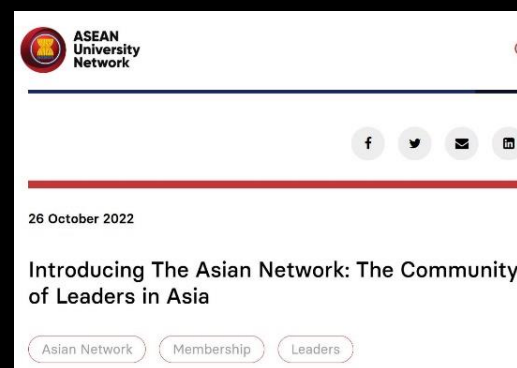 ASEAN
University
Network
26 October 2022
Introducing The Asian Network: The Community
of Leaders in Asia
Asian Network Membership Leaders